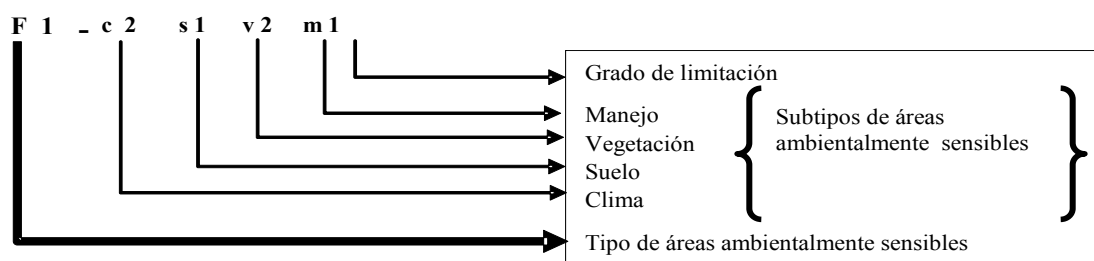 F 1 - c 2 s 1 v 2 m 1
Grado de limitación
Manejo
Vegetación
Suelo
Clima
Subtipos de áreas
ambientalmente sensibles
Tipo de áreas ambientalmente sensibles